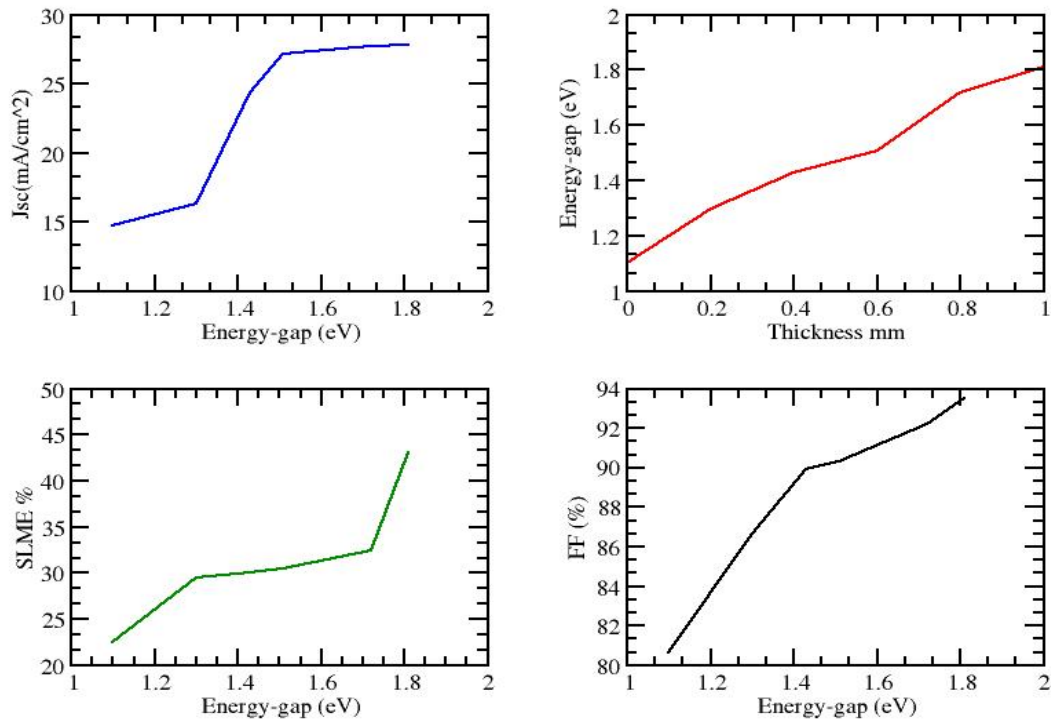 30
25
20
15
10
Jsc(mA/cm^2)
1 1.2 1.4 1.6 1.8 2
Energy-gap (eV)
2
1.8
1.6
1.4
1.2
1
Energy-gap (eV)
0 0.2 0.4 0.6 0.8 1
Thickness mm
50
45
40
35
30
25
20
SLME %
1 1.2 1.4 1.6 1.8 2
Energy-gap (eV)
94
92
90
88
86
84
82
80
FF (%)
1 1.2 1.4 1.6 1.8 2
Energy-gap (eV)